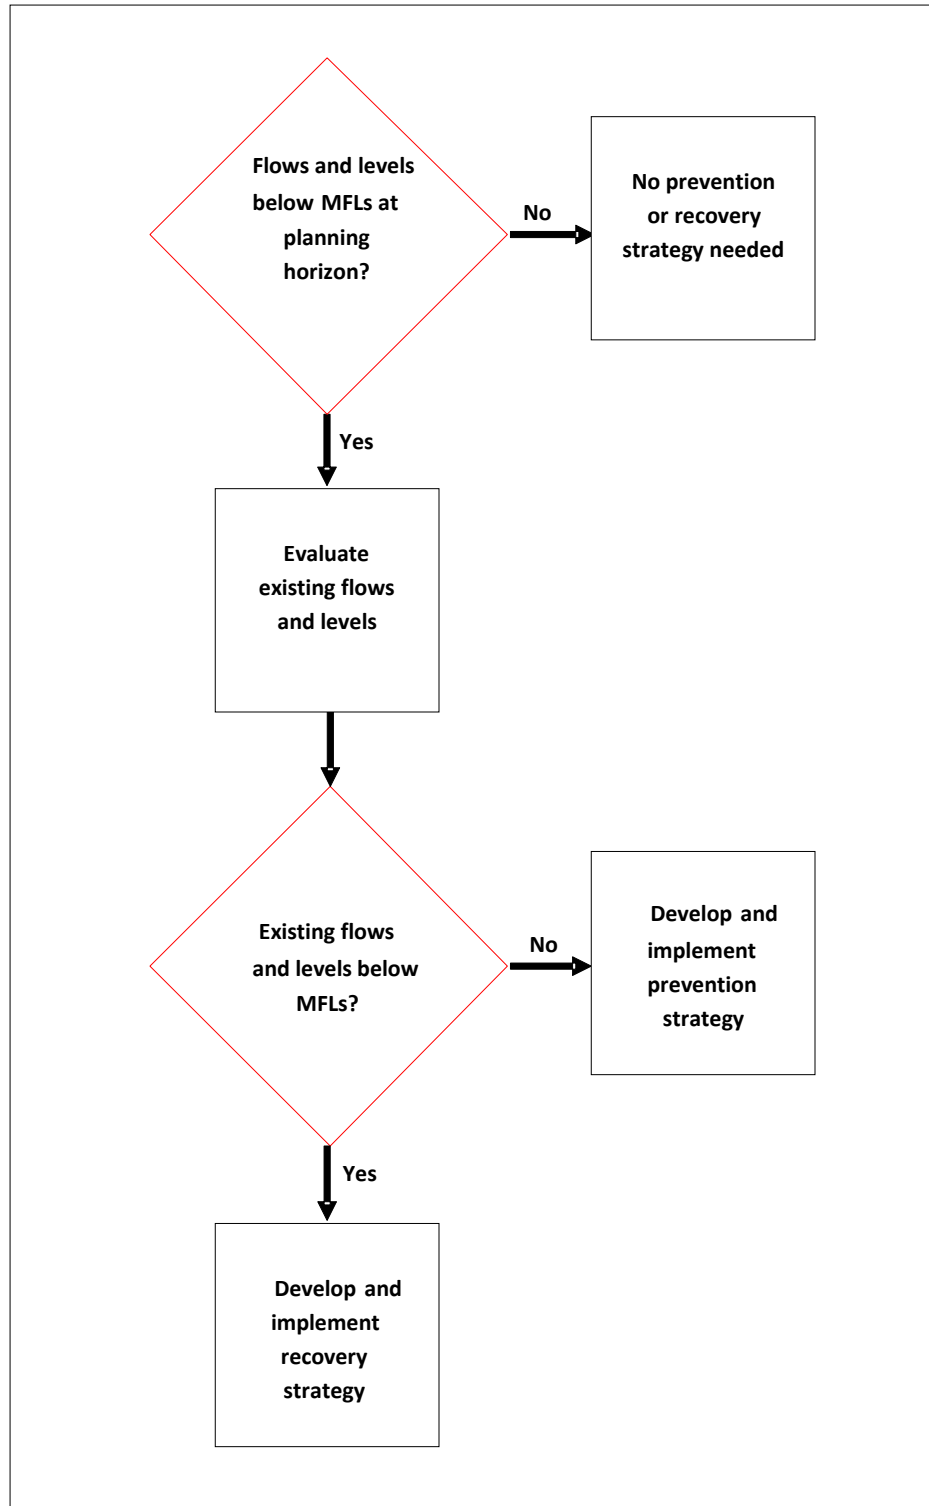 Flows and levels
below MFLs at
planning
horizon?
No
No prevention
or recovery
strategy needed
Yes
Evaluate
existing flows
and levels
Existing flows
and levels below
MFLs?
No
Develop and
implement
prevention
strategy
Yes
Develop and
implement
recovery
strategy